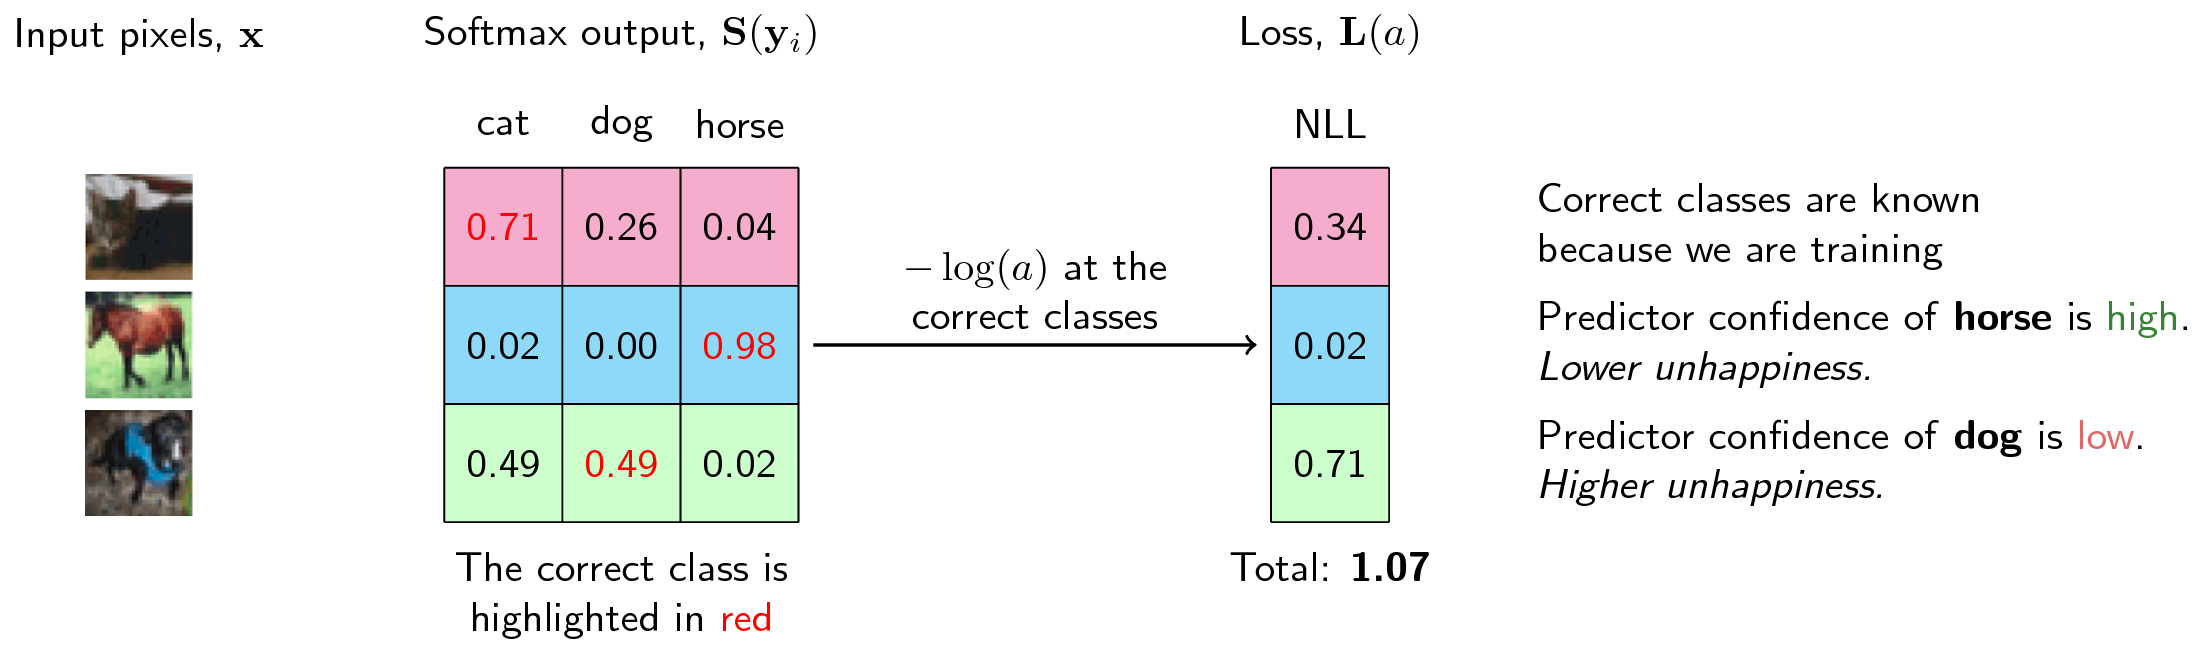 Input pixels, x
Softmax output, S(y_i)
Loss, L(a)
cat dog horse
NLL
0.71 0.26 0.04
0.34
Correct classes are known
because we are training
− log(a) at the
correct classes
0.02 0.00 0.98
0.02
Predictor confidence of horse is high.
Lower unhappiness.
0.49 0.49 0.02
0.71
Predictor confidence of dog is low.
Higher unhappiness.
The correct class is
highlighted in red
Total: 1.07